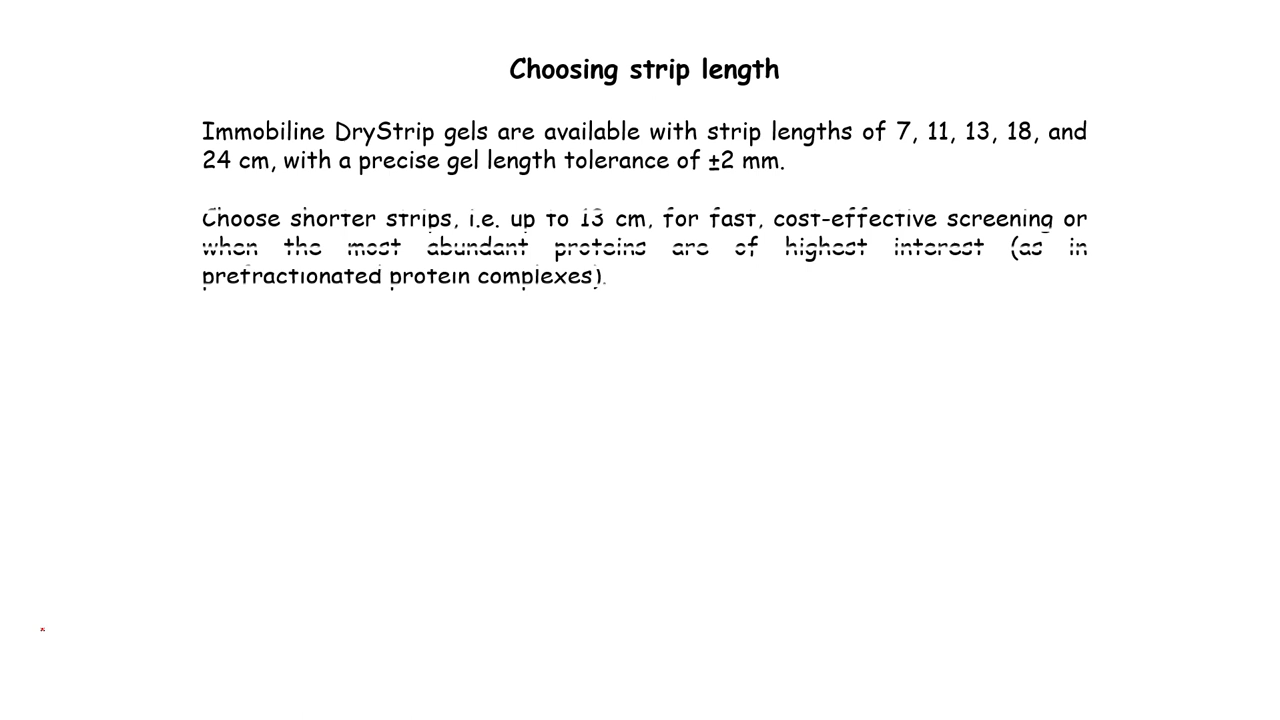 Choosing strip length
Immobiline DryStrip gels are available with strip lengths of 7, 11, 13, 18, and
24 cm, with a precise gel length tolerance of ±2 mm.
Choose shorter strips, i.e. up to 13 cm, for fast, cost-effective screening or
when the most abundant proteins are of highest interest (as in
prefractionated protein complexes).